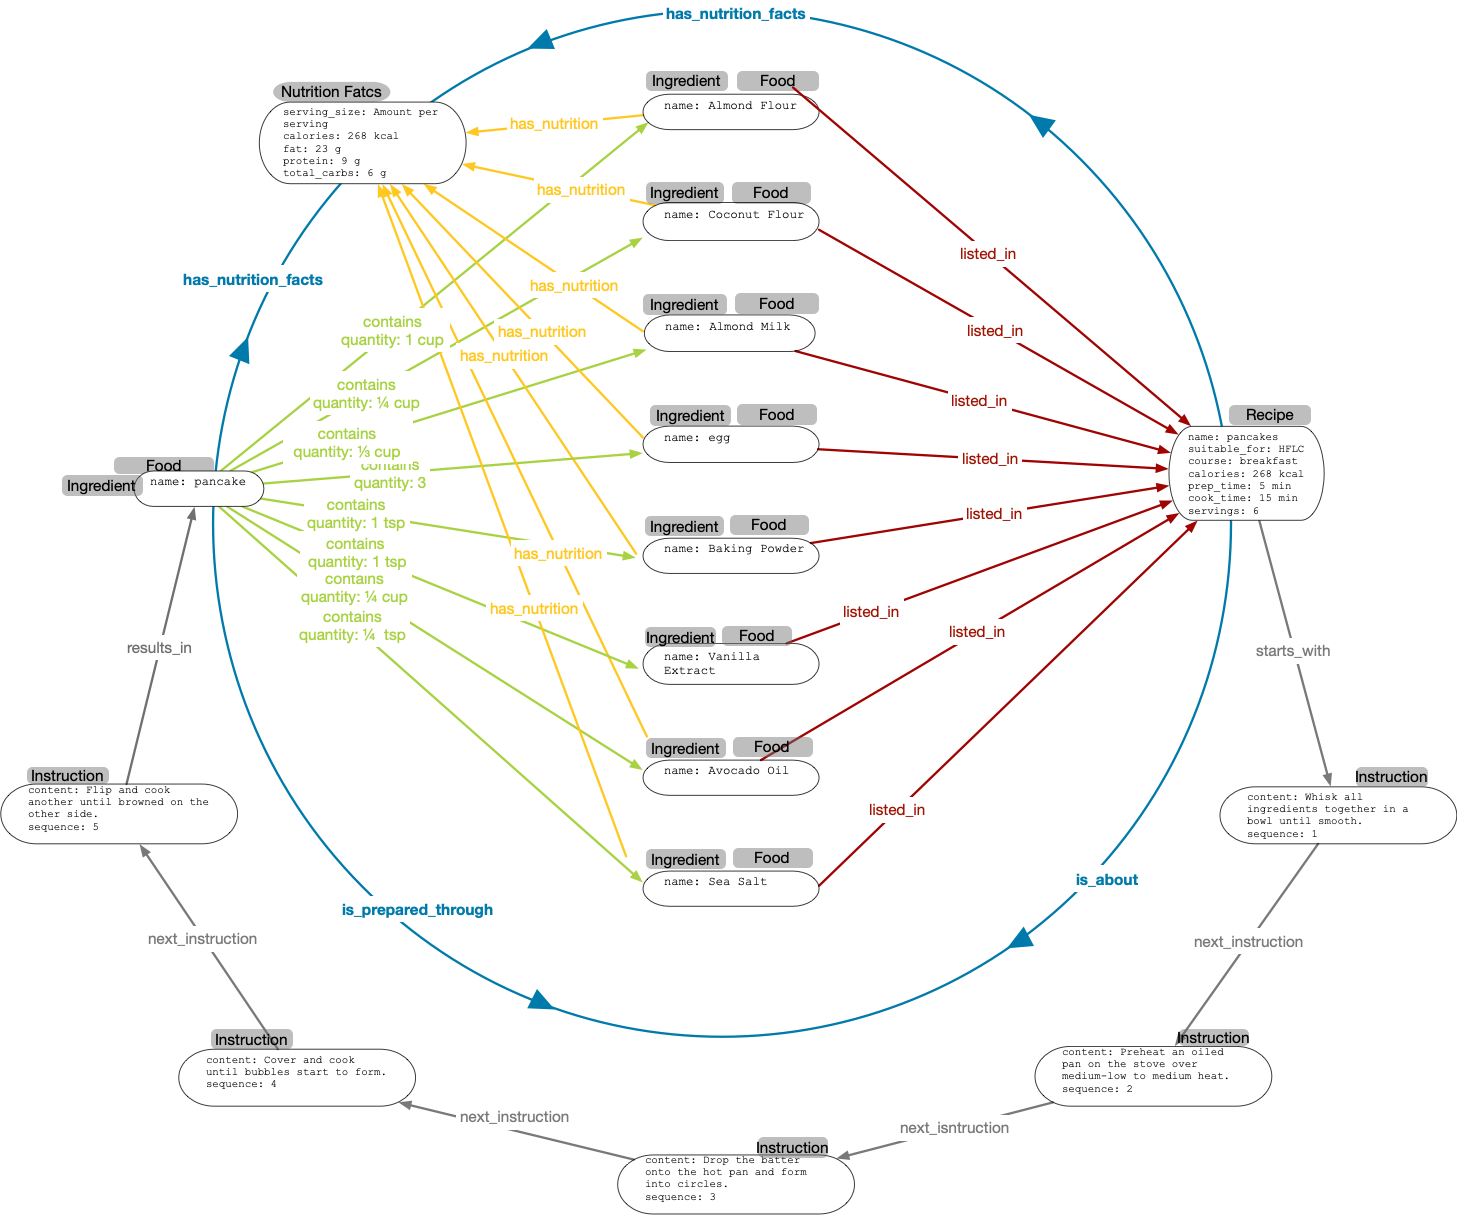 has_nutrition_facts
Ingredient Food
name: Almond Flour
Nutrition Fatcs
serving_size: Amount per
serving
calories: 268 kcal
fat: 23 g
protein: 9 g
total_carbs: 6 g
has_nutrition
has_nutrition
Ingredient Food
name: Coconut Flour
listed_in
has_nutrition_facts
has_nutrition
Ingredient Food
name: Almond Milk
listed_in
contains
quantity: 1 cup
has_nutrition
has_nutrition
contains
quantity: ¼ cup
listed_in
Ingredient Food
name: egg
Recipe
name: pancakes
suitable_for: HFLC
course: breakfast
calories: 268 kcal
prep_time: 5 min
cook_time: 15 min
servings: 6
contains
quantity: ⅓ cup
contains
quantity: 3
listed_in
Food
Ingredient
name: pancake
contains
quantity: 1 tsp
listed_in
Ingredient Food
name: Baking Powder
contains
quantity: 1 tsp
has_nutrition
contains
quantity: ¼ cup
has_nutrition
listed_in
contains
quantity: ¼ tsp
Ingredient Food
name: Vanilla
Extract
listed_in
results_in
starts_with
Ingredient Food
name: Avocado Oil
listed_in
Instruction
content: Flip and cook
another until browned on the
other side.
sequence: 5
Instruction
content: Whisk all
ingredients together in a
bowl until smooth.
sequence: 1
Ingredient Food
name: Sea Salt
is_about
is_prepared_through
next_instruction
next_instruction
Instruction
content: Cover and cook
until bubbles start to form.
sequence: 4
Instruction
content: Preheat an oiled
pan on the stove over
medium-low to medium heat.
sequence: 2
next_instruction
next_isntruction
Instruction
content: Drop the batter
onto the hot pan and form
into circles.
sequence: 3